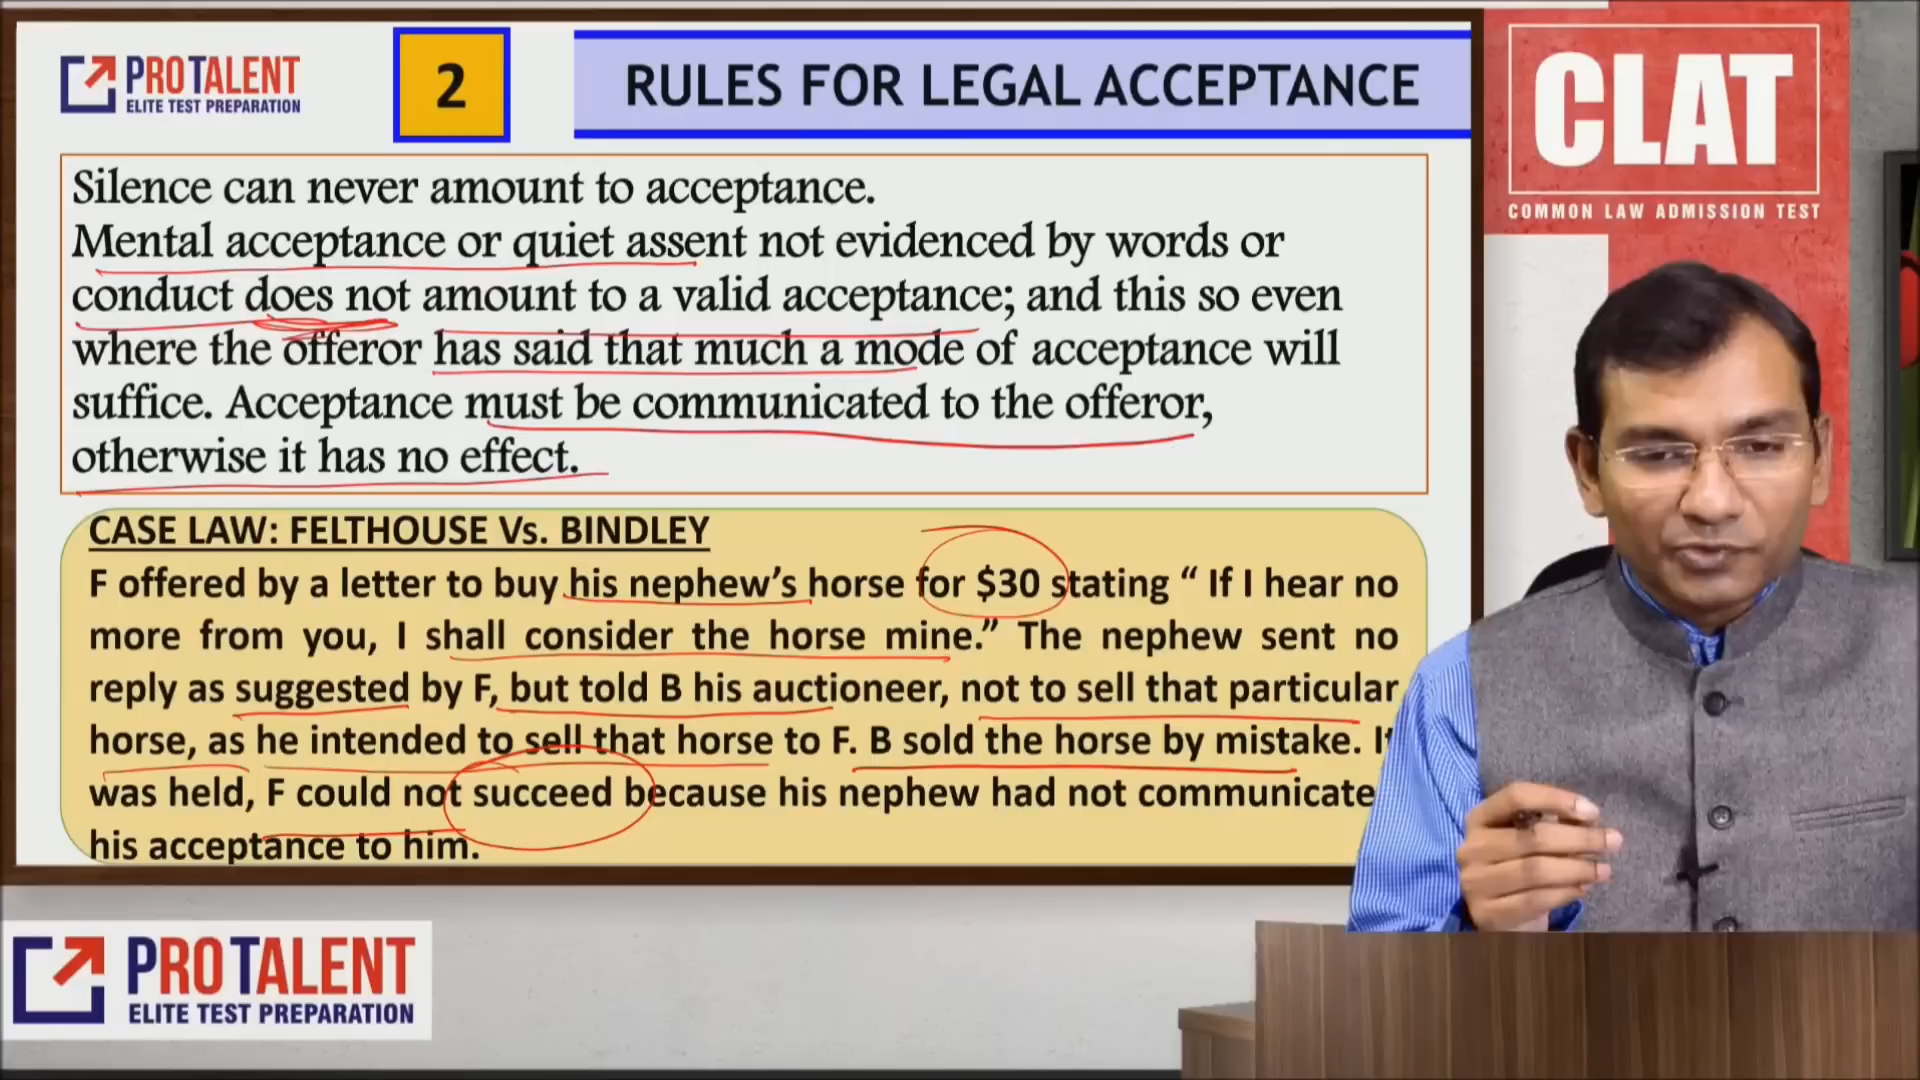 PROTALENT
ELITE TEST PREPARATION
2
RULES FOR LEGAL ACCEPTANCE
Silence can never amount to acceptance.
Mental acceptance or quiet assent not evidenced by words or
conduct does not amount to a valid acceptance; and this so even
where the offeror has said that much a mode of acceptance will
suffice. Acceptance must be communicated to the offeror,
otherwise it has no effect.
CASE LAW: FELTHOUSE Vs. BINDLEY
F offered by a letter to buy his nephew's horse for $30 stating “ If I hear no
more from you, I shall consider the horse mine.” The nephew sent no
reply as suggested by F, but told B his auctioneer, not to sell that particular
horse, as he intended to sell that horse to F. B sold the horse by mistake. It
was held, F could not succeed because his nephew had not communicate
his acceptance to him.
CLAT
COMMON LAW ADMISSION TEST
PROTALENT
ELITE TEST PREPARATION